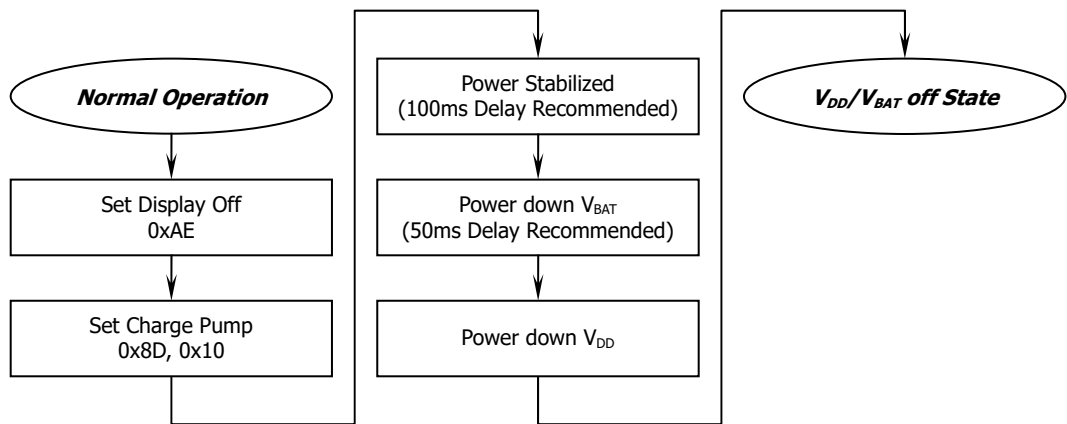 Normal Operation
Set Display Off
0xAE
Set Charge Pump
0x8D, 0x10
Power Stabilized
(100ms Delay Recommended)
Power down VBAT
(50ms Delay Recommended)
Power down VDD
VDD/VBAT off State